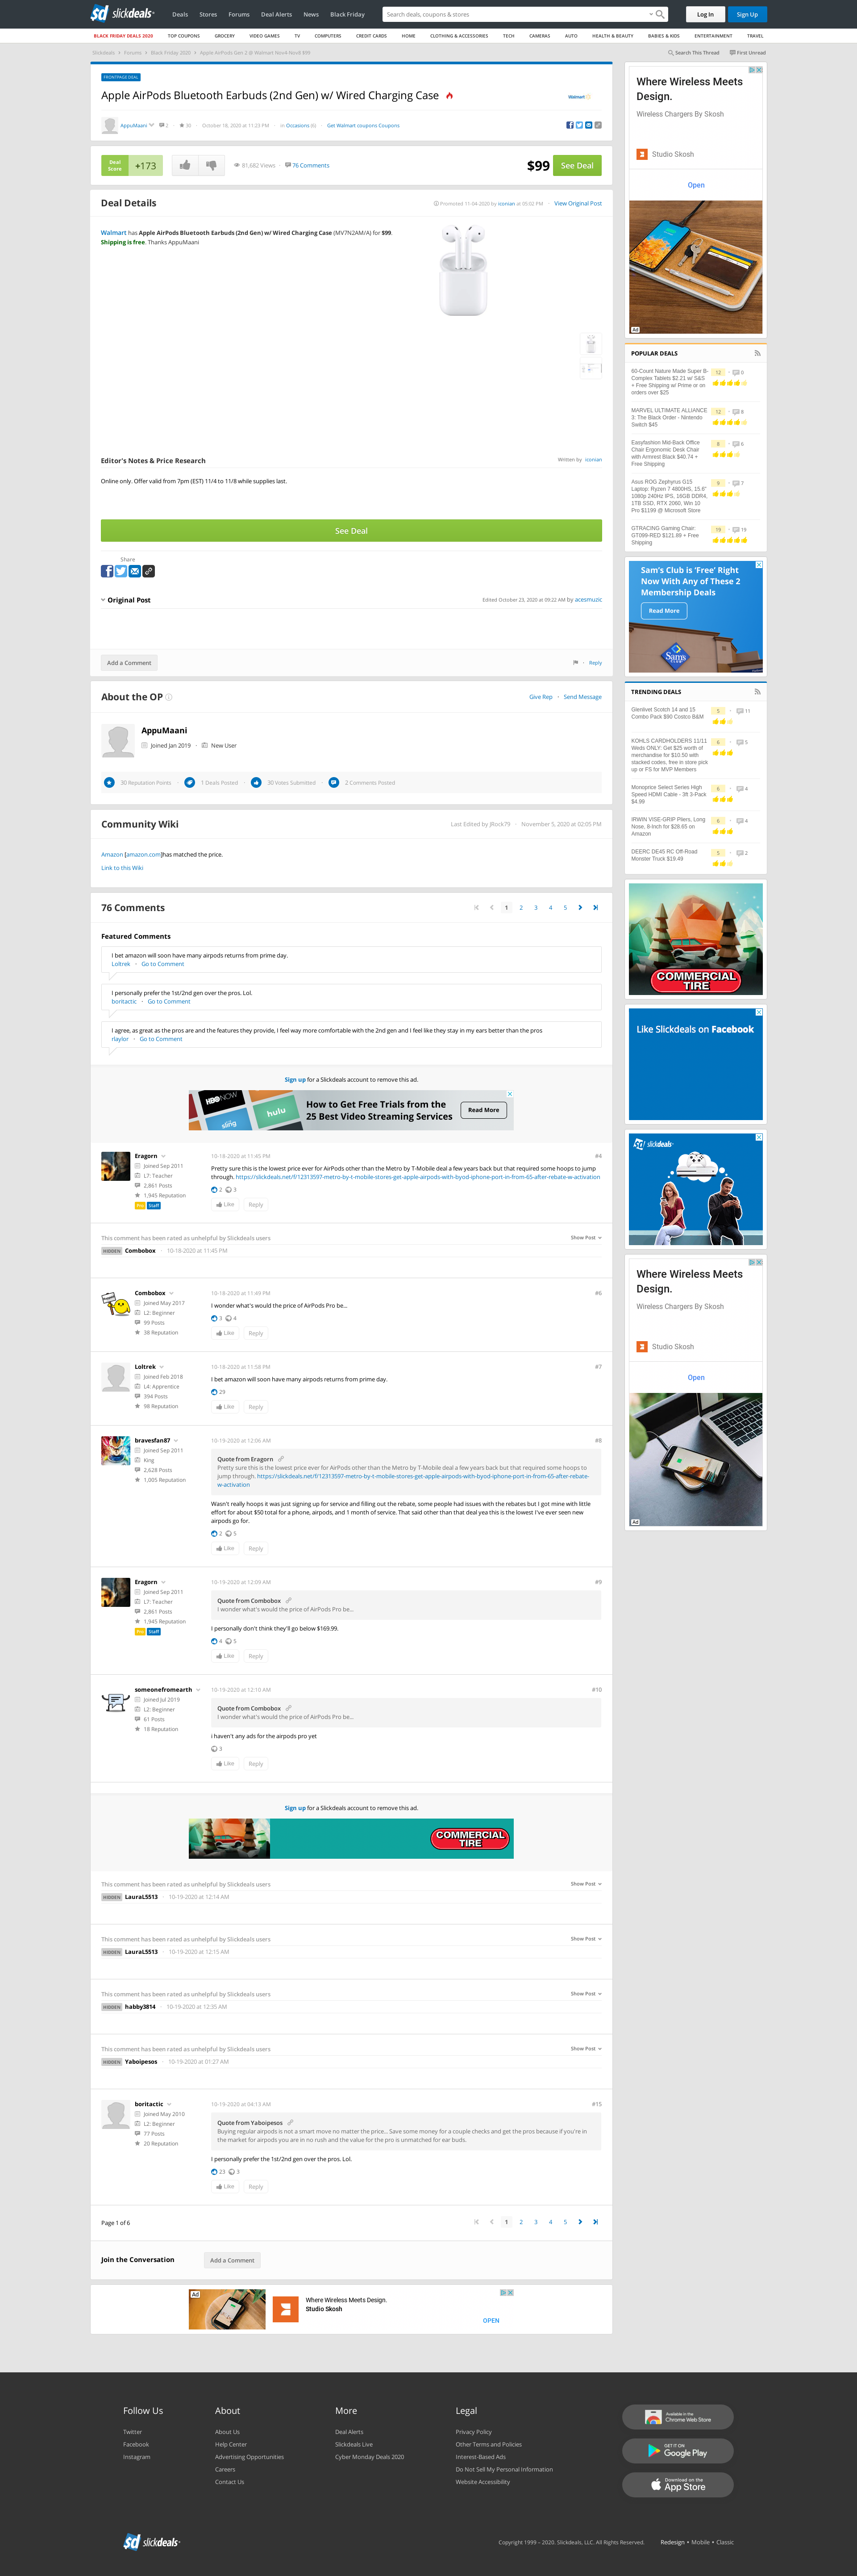 slickdeals
Deals
Stores
Forums
Deal Alerts
News
Black Friday
Search deals, coupons & stores
Log In
Sign Up
BLACK FRIDAY DEALS 2020
TOP COUPONS
GROCERY
VIDEO GAMES
TV
COMPUTERS
CREDIT CARDS
HOME
CLOTHING & ACCESSORIES
TECH
CAMERAS
AUTO
HEALTH & BEAUTY
BABIES & KIDS
ENTERTAINMENT
TRAVEL
Slickdeals
Forums
Black Friday 2020
Apple AirPods Gen 2 @ Walmart Nov4-Nov8 $99
Search This Thread
First Unread
FRONTPAGE DEAL
Apple AirPods Bluetooth Earbuds (2nd Gen) w/ Wired Charging Case
Walmart
AppuMaani
2
30
October 18, 2020 at 11:23 PM
in Occasions (6)
Get Walmart coupons Coupons
Deal Score
+173
81,682 Views
76 Comments
$99
See Deal
Deal Details
Promoted 11-04-2020 by iconian at 05:02 PM
View Original Post
Walmart has Apple AirPods Bluetooth Earbuds (2nd Gen) w/ Wired Charging Case (MV7N2AM/A) for $99.
Shipping is free. Thanks AppuMaani
Editor's Notes & Price Research
Written by iconian
Online only. Offer valid from 7pm (EST) 11/4 to 11/8 while supplies last.
See Deal
Share
Original Post
Edited October 23, 2020 at 09:22 AM by acesmuzic
Add a Comment
Reply
About the OP
Give Rep
Send Message
AppuMaani
Joined Jan 2019
New User
30 Reputation Points
1 Deals Posted
30 Votes Submitted
2 Comments Posted
Community Wiki
Last Edited by JRock79
November 5, 2020 at 02:05 PM
Amazon [amazon.com]has matched the price.
Link to this Wiki
76 Comments
1 2 3 4 5
Featured Comments
I bet amazon will soon have many airpods returns from prime day.
Loltrek
Go to Comment
I personally prefer the 1st/2nd gen over the pros. Lol.
boritactic
Go to Comment
I agree, as great as the pros are and the features they provide, I feel way more comfortable with the 2nd gen and I feel like they stay in my ears better than the pros
rlaylor
Go to Comment
Sign up for a Slickdeals account to remove this ad.
HBO NOW
hulu
sling
How to Get Free Trials from the
25 Best Video Streaming Services
Read More
Eragorn
Joined Sep 2011
L7: Teacher
2,861 Posts
1,945 Reputation
Pro
Staff
10-18-2020 at 11:45 PM
#4
Pretty sure this is the lowest price ever for AirPods other than the Metro by T-Mobile deal a few years back but that required some hoops to jump
through. https://slickdeals.net/f/12313597-metro-by-t-mobile-stores-get-apple-airpods-with-byod-iphone-port-in-from-65-after-rebate-w-activation
2
3
Like
Reply
This comment has been rated as unhelpful by Slickdeals users
Show Post
HIDDEN
Combobox
10-18-2020 at 11:45 PM
Combobox
Joined May 2017
L2: Beginner
99 Posts
38 Reputation
10-18-2020 at 11:49 PM
#6
I wonder what's would the price of AirPods Pro be...
3
4
Like
Reply
Loltrek
Joined Feb 2018
L4: Apprentice
394 Posts
98 Reputation
10-18-2020 at 11:58 PM
#7
I bet amazon will soon have many airpods returns from prime day.
29
Like
Reply
bravesfan87
Joined Sep 2011
King
2,628 Posts
1,005 Reputation
10-19-2020 at 12:06 AM
#8
Quote from Eragorn
Pretty sure this is the lowest price ever for AirPods other than the Metro by T-Mobile deal a few years back but that required some hoops to
jump through. https://slickdeals.net/f/12313597-metro-by-t-mobile-stores-get-apple-airpods-with-byod-iphone-port-in-from-65-after-rebate-
w-activation
Wasn't really hoops it was just signing up for service and filling out the rebate, some people had issues with the rebates but I got mine with little
effort for about $50 total for a phone, airpods, and 1 month of service. That said other than that deal yea this is the lowest I've ever seen new
airpods go for.
2
5
Like
Reply
Eragorn
Joined Sep 2011
L7: Teacher
2,861 Posts
1,945 Reputation
Pro
Staff
10-19-2020 at 12:09 AM
#9
Quote from Combobox
I wonder what's would the price of AirPods Pro be...
I personally don't think they'll go below $169.99.
4
5
Like
Reply
someonefromearth
Joined Jul 2019
L2: Beginner
61 Posts
18 Reputation
10-19-2020 at 12:10 AM
#10
Quote from Combobox
I wonder what's would the price of AirPods Pro be...
i haven't any ads for the airpods pro yet
3
Like
Reply
Sign up for a Slickdeals account to remove this ad.
COMMERCIAL TIRE
This comment has been rated as unhelpful by Slickdeals users
Show Post
HIDDEN
LauraL5513
10-19-2020 at 12:14 AM
This comment has been rated as unhelpful by Slickdeals users
Show Post
HIDDEN
LauraL5513
10-19-2020 at 12:15 AM
This comment has been rated as unhelpful by Slickdeals users
Show Post
HIDDEN
habby3814
10-19-2020 at 12:35 AM
This comment has been rated as unhelpful by Slickdeals users
Show Post
HIDDEN
Yaboipesos
10-19-2020 at 01:27 AM
boritactic
Joined May 2010
L2: Beginner
77 Posts
20 Reputation
10-19-2020 at 04:13 AM
#15
Quote from Yaboipesos
Buying regular airpods is not a smart move no matter the price... Save some money for a couple checks and get the pros because if you're in
the market for airpods you are in no rush and the value for the pro is unmatched for ear buds.
I personally prefer the 1st/2nd gen over the pros. Lol.
23
3
Like
Reply
Page 1 of 6
1 2 3 4 5
Join the Conversation
Add a Comment
Ad
Where Wireless Meets Design.
Studio Skosh
OPEN
Where Wireless Meets
Design.
Wireless Chargers By Skosh
Studio Skosh
Open
Ad
POPULAR DEALS
60-Count Nature Made Super B-
Complex Tablets $2.21 w/ S&S
+ Free Shipping w/ Prime or on
orders over $25
12
0
MARVEL ULTIMATE ALLIANCE
3: The Black Order - Nintendo
Switch $45
12
8
Easyfashion Mid-Back Office
Chair Ergonomic Desk Chair
with Armrest Black $40.74 +
Free Shipping
8
6
Asus ROG Zephyrus G15
Laptop: Ryzen 7 4800HS, 15.6"
1080p 240Hz IPS, 16GB DDR4,
1TB SSD, RTX 2060, Win 10
Pro $1199 @ Microsoft Store
9
7
GTRACING Gaming Chair:
GT099-RED $121.89 + Free
Shipping
19
19
Sam's Club is 'Free' Right
Now With Any of These 2
Membership Deals
Read More
Sams
TRENDING DEALS
Glenlivet Scotch 14 and 15
Combo Pack $90 Costco B&M
5
11
KOHLS CARDHOLDERS 11/11
Weds ONLY: Get $25 worth of
merchandise for $10.50 with
stacked codes, free in store pick
up or FS for MVP Members
6
5
Monoprice Select Series High
Speed HDMI Cable - 3ft 3-Pack
$4.99
6
4
IRWIN VISE-GRIP Pliers, Long
Nose, 8-Inch for $28.65 on
Amazon
6
4
DEERC DE45 RC Off-Road
Monster Truck $19.49
5
2
COMMERCIAL TIRE
Like Slickdeals on Facebook
slickdeals
Where Wireless Meets
Design.
Wireless Chargers By Skosh
Studio Skosh
Open
Ad
Follow Us
Twitter
Facebook
Instagram
About
About Us
Help Center
Advertising Opportunities
Careers
Contact Us
More
Deal Alerts
Slickdeals Live
Cyber Monday Deals 2020
Legal
Privacy Policy
Other Terms and Policies
Interest-Based Ads
Do Not Sell My Personal Information
Website Accessibility
Available in the
Chrome Web Store
GET IT ON
Google Play
Download on the
App Store
slickdeals
Copyright 1999 – 2020. Slickdeals, LLC. All Rights Reserved.
Redesign • Mobile • Classic